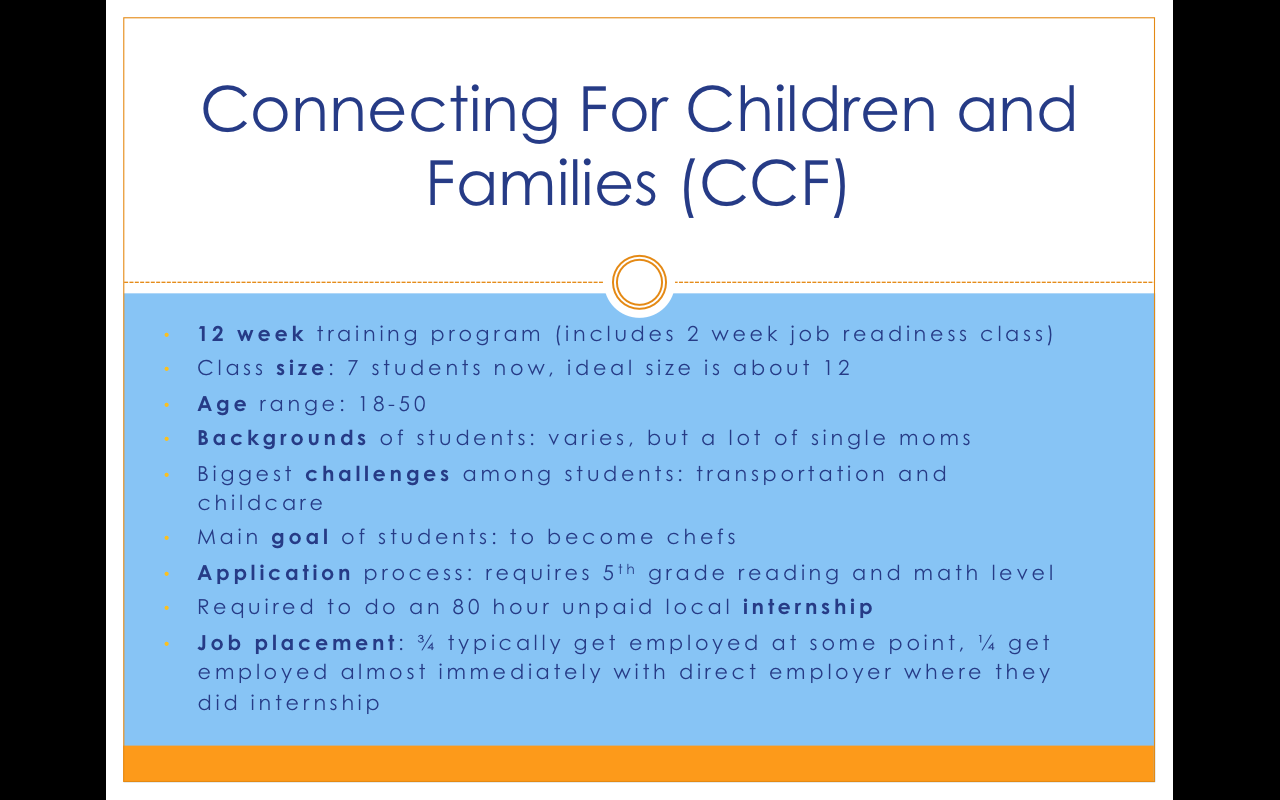 Connecting For Children and
Families (CCF)
• 12 week training program (includes 2 week job readiness class)
• Class size: 7 students now, ideal size is about 12
• Age range: 18-50
• Backgrounds of students: varies, but a lot of single moms
• Biggest challenges among students: transportation and
childcare
• Main goal of students: to become chefs
• Application process: requires 5th grade reading and math level
• Required to do an 80 hour unpaid local internship
• Job placement: ¾ typically get employed at some point, ¼ get
employed almost immediately with direct employer where they
did internship